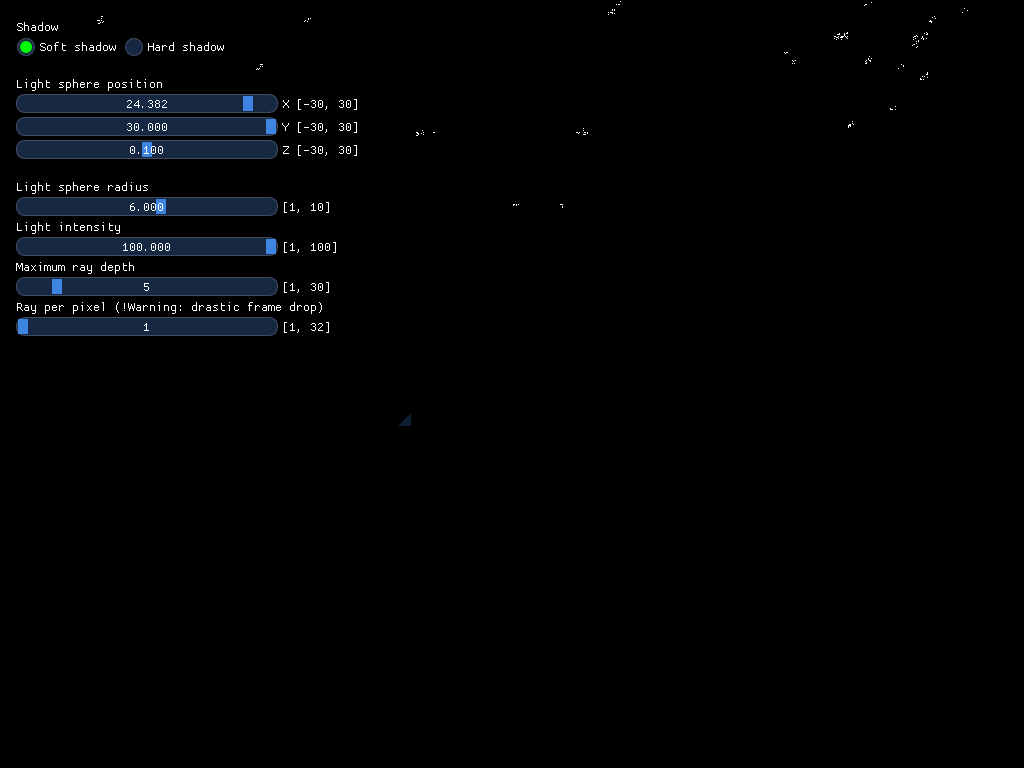 Shadow
Soft shadow Hard shadow
Light sphere position
24.382 X [-30, 30]
30.000 Y [-30, 30]
0.100 Z [-30, 30]
Light sphere radius
6.000 [1, 10]
Light intensity
100.000 [1, 100]
Maximum ray depth
5 [1, 30]
Ray per pixel (!Warning: drastic frame drop)
1 [1, 32]